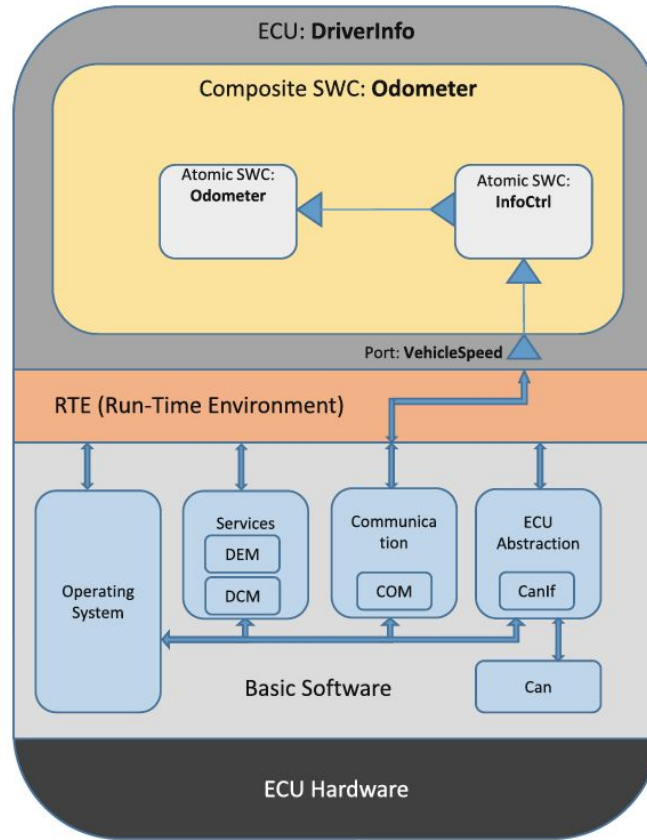 ECU: DriverInfo
Composite SWC: Odometer
Atomic SWC:
Odometer
Atomic SWC:
InfoCtrl
Port: VehicleSpeed
RTE (Run-Time Environment)
Operating
System
Services
DEM
DCM
Communica
tion
COM
ECU
Abstraction
CanIf
Can
Basic Software
ECU Hardware